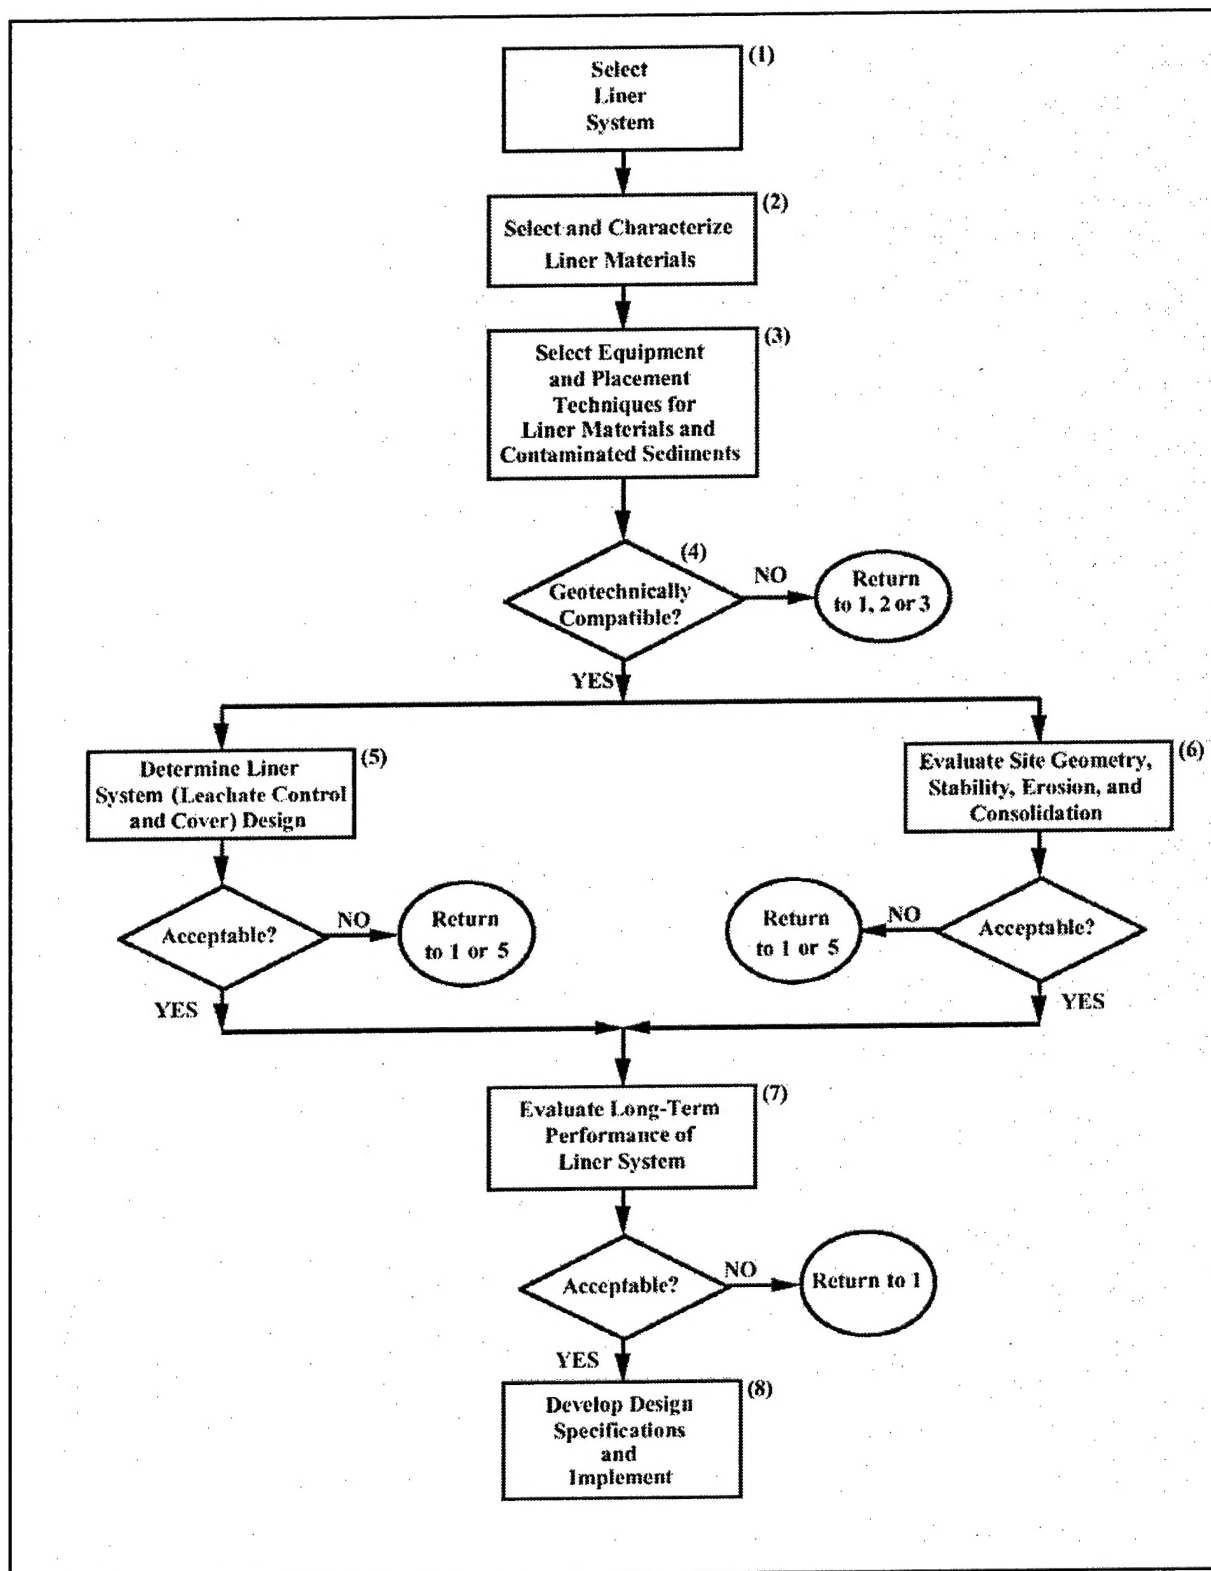 (1)
Select
Liner
System
(2)
Select and Characterize
Liner Materials
(3)
Select Equipment
and Placement
Techniques for
Liner Materials and
Contaminated Sediments
(4)
Geotechnically
Compatible?
NO
Return
to 1, 2 or 3
YES
(5)
Determine Liner
System (Leachate Control
and Cover) Design
(6)
Evaluate Site Geometry,
Stability, Erosion, and
Consolidation
Acceptable?
NO
Return
to 1 or 5
YES
Return
to 1 or 5
NO
Acceptable?
YES
(7)
Evaluate Long-Term
Performance of
Liner System
Acceptable?
NO
Return to 1
YES
(8)
Develop Design
Specifications
and
Implement